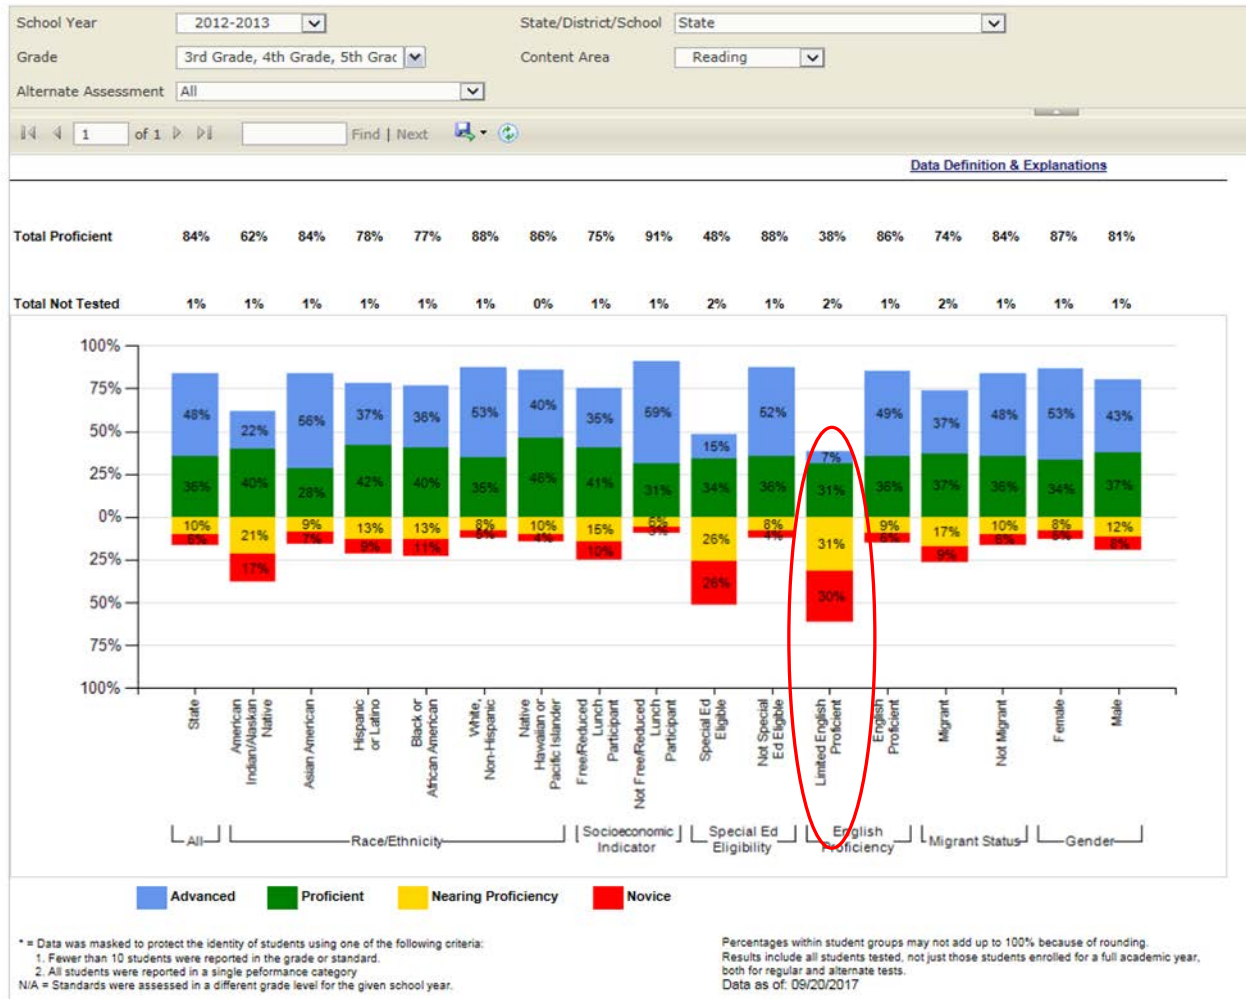 School Year 2012-2013 State/District/School State
Grade 3rd Grade, 4th Grade, 5th Grac Content Area Reading
Alternate Assessment All
1 of 1 Find | Next
Data Definition & Explanations
Total Proficient 84% 62% 84% 78% 77% 88% 86% 75% 91% 48% 88% 38% 86% 74% 84% 87% 81%
Total Not Tested 1% 1% 1% 1% 1% 1% 0% 1% 1% 2% 1% 2% 1% 2% 1% 1% 1%
100%
75%
50%
25%
0%
25%
50%
75%
100%
48% 22% 56% 37% 36% 53% 40% 35% 59% 15% 52% 7% 49% 37% 48% 53% 43%
36% 40% 28% 42% 40% 35% 46% 41% 31% 34% 36% 31% 36% 37% 36% 34% 37%
10% 21% 9% 13% 13% 8% 10% 15% 6% 26% 8% 31% 9% 17% 10% 8% 12%
6% 17% 7% 9% 11% 5% 4% 10% 3% 26% 4% 30% 6% 9% 6% 5% 8%
State
American
Indian/Alaskan
Native
Asian American
Hispanic
or Latino
Black or
African American
White,
Non-Hispanic
Native
Hawaiian or
Pacific Islander
Free/Reduced
Lunch
Participant
Not Free/Reduced
Lunch
Participant
Special Ed
Eligible
Not Special
Ed Eligible
Limited English
Proficient
English
Proficient
Migrant
Not Migrant
Female
Male
All
Race/Ethnicity
Socioeconomic
Indicator
Special Ed
Eligibility
English
Proficiency
Migrant Status
Gender
Advanced Proficient Nearing Proficiency Novice
* = Data was masked to protect the identity of students using one of the following criteria:
1. Fewer than 10 students were reported in the grade or standard.
2. All students were reported in a single peformance category
N/A = Standards were assessed in a different grade level for the given school year.
Percentages within student groups may not add up to 100% because of rounding.
Results include all students tested, not just those students enrolled for a full academic year,
both for regular and alternate tests.
Data as of: 09/20/2017